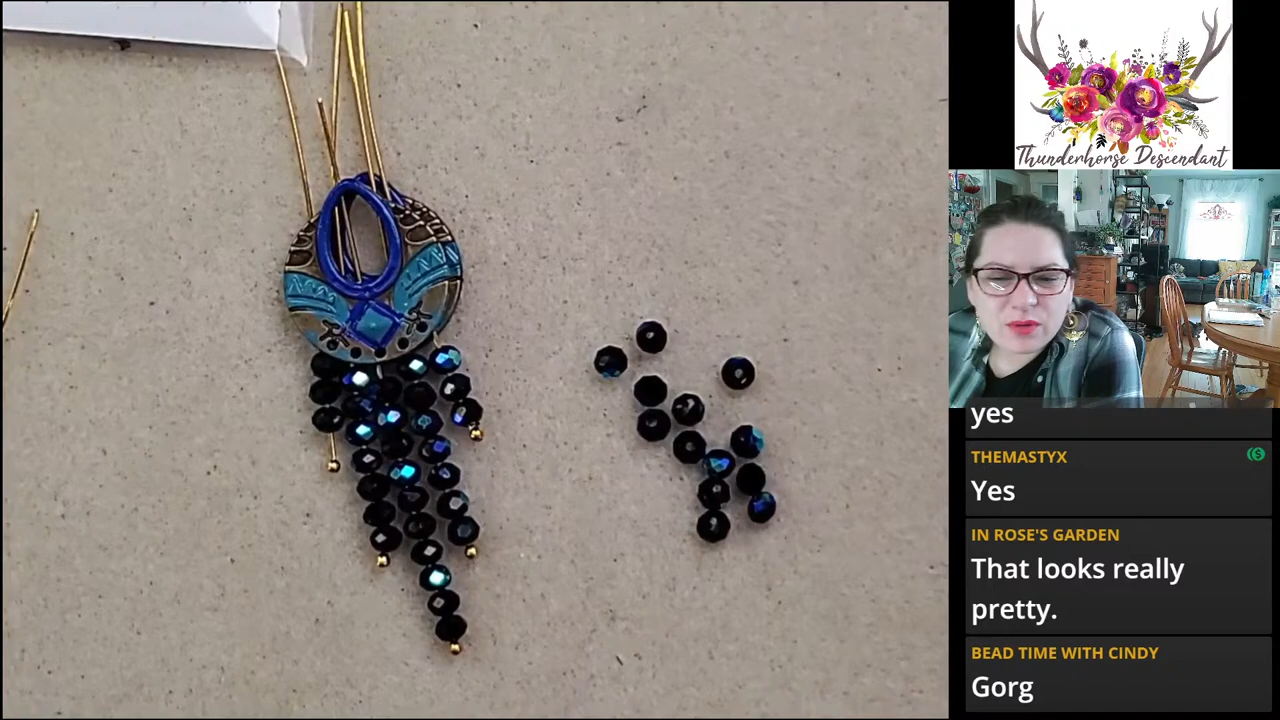 Thunderhorse Descendant
yes
THEMASTYX
Yes
IN ROSE'S GARDEN
That looks really
pretty.
BEAD TIME WITH CINDY
Gorg